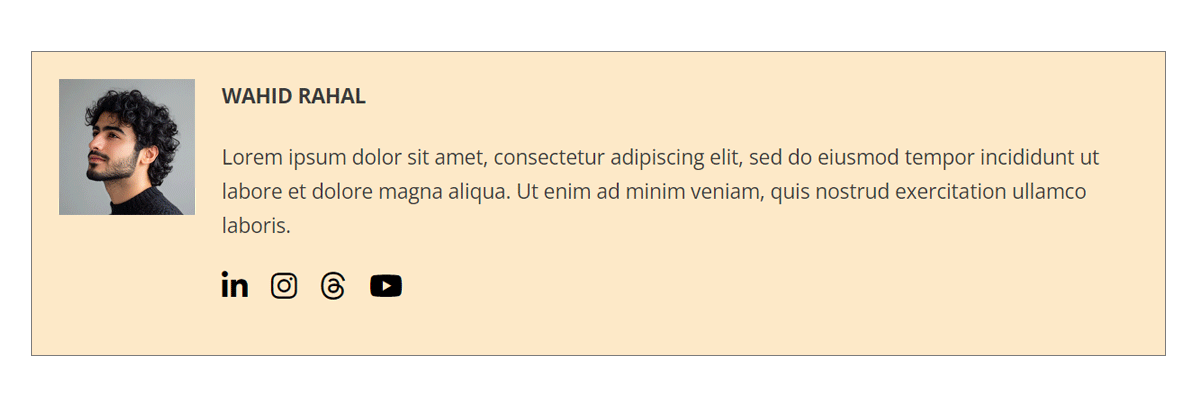 WAHID RAHAL
Lorem ipsum dolor sit amet, consectetur adipiscing elit, sed do eiusmod tempor incididunt ut
labore et dolore magna aliqua. Ut enim ad minim veniam, quis nostrud exercitation ullamco
laboris.
in